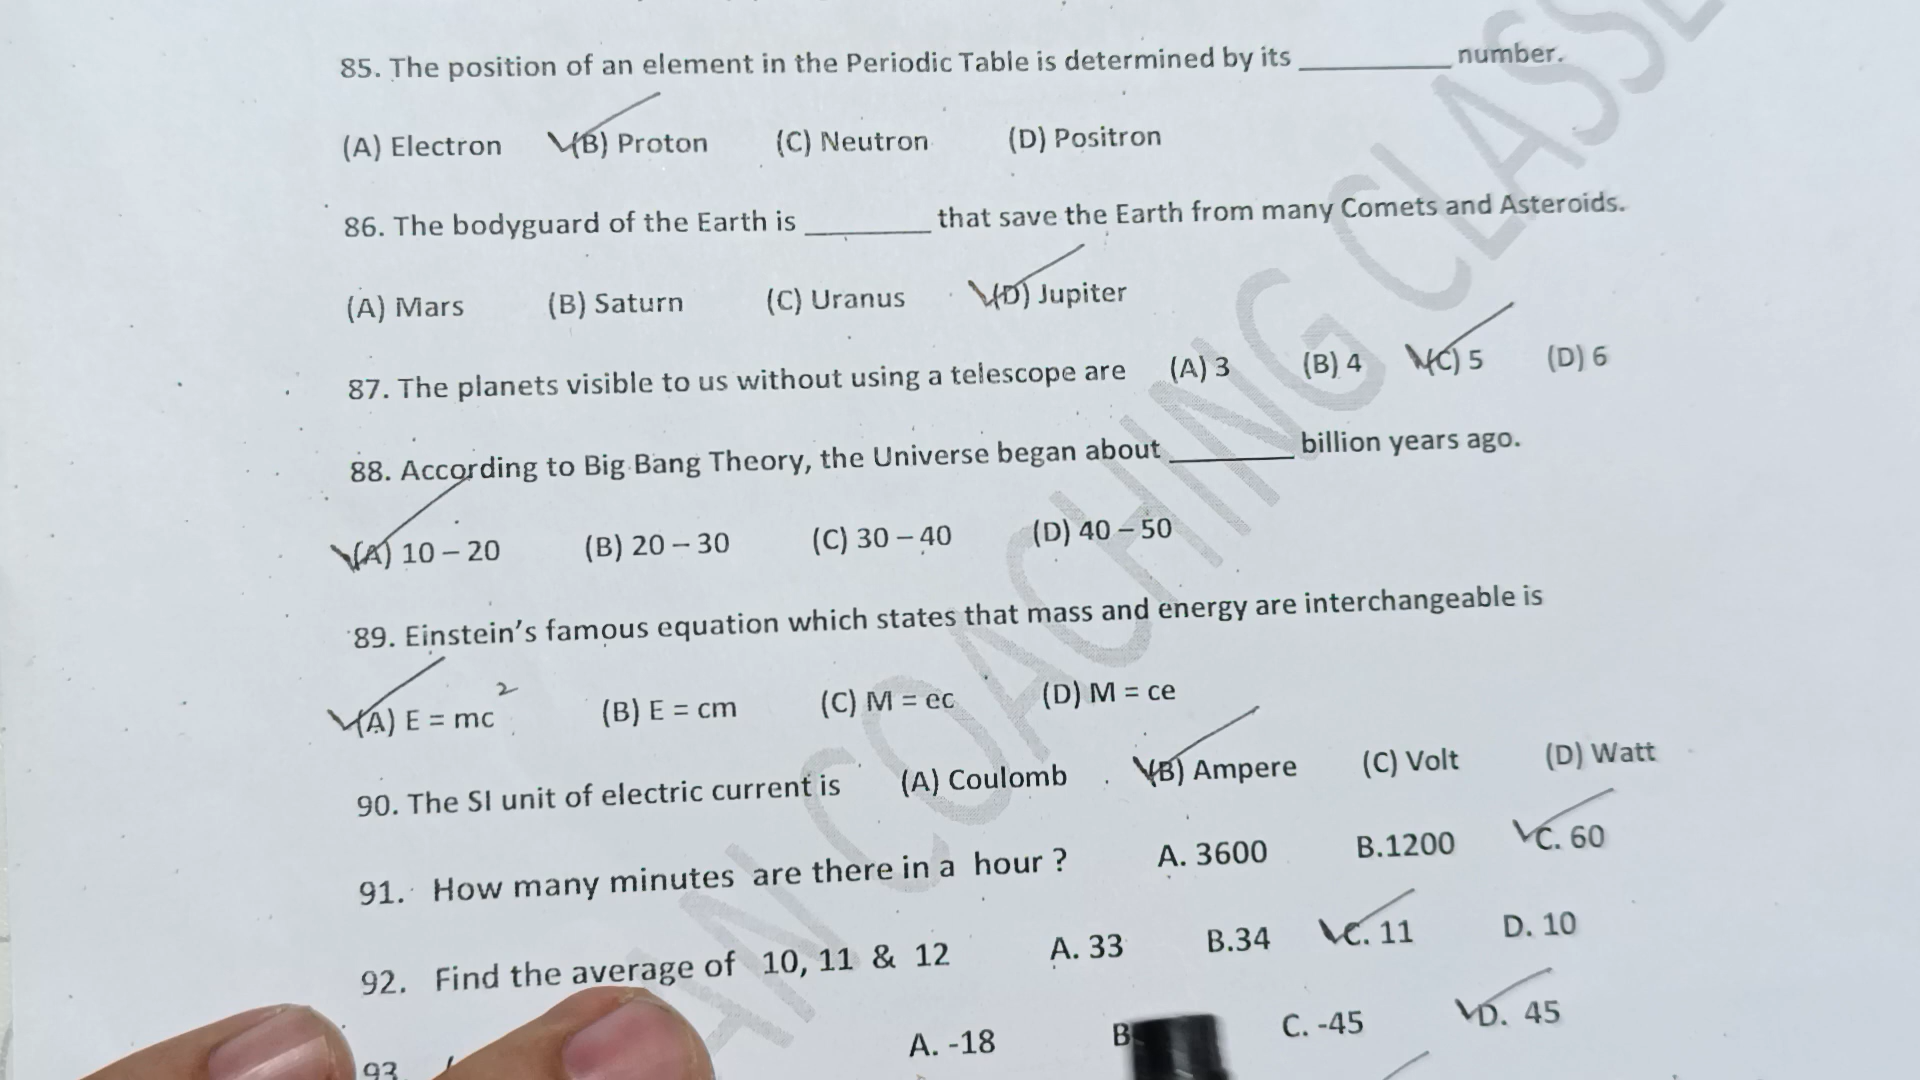 85. The position of an element in the Periodic Table is determined by its __________ number.
(A) Electron (B) Proton (C) Neutron (D) Positron
86. The bodyguard of the Earth is ________ that save the Earth from many Comets and Asteroids.
(A) Mars (B) Saturn (C) Uranus (D) Jupiter
87. The planets visible to us without using a telescope are (A) 3 (B) 4 (C) 5 (D) 6
88. According to Big Bang Theory, the Universe began about ________ billion years ago.
(A) 10 – 20 (B) 20 – 30 (C) 30 – 40 (D) 40 – 50
89. Einstein's famous equation which states that mass and energy are interchangeable is
(A) E = mc² (B) E = cm (C) M = ec (D) M = ce
90. The SI unit of electric current is (A) Coulomb (B) Ampere (C) Volt (D) Watt
91. How many minutes are there in a hour ? A. 3600 B.1200 C. 60
92. Find the average of 10, 11 & 12 A. 33 B.34 C. 11 D. 10
93. A. -18 B C. -45 D. 45
COACHING CLASSE